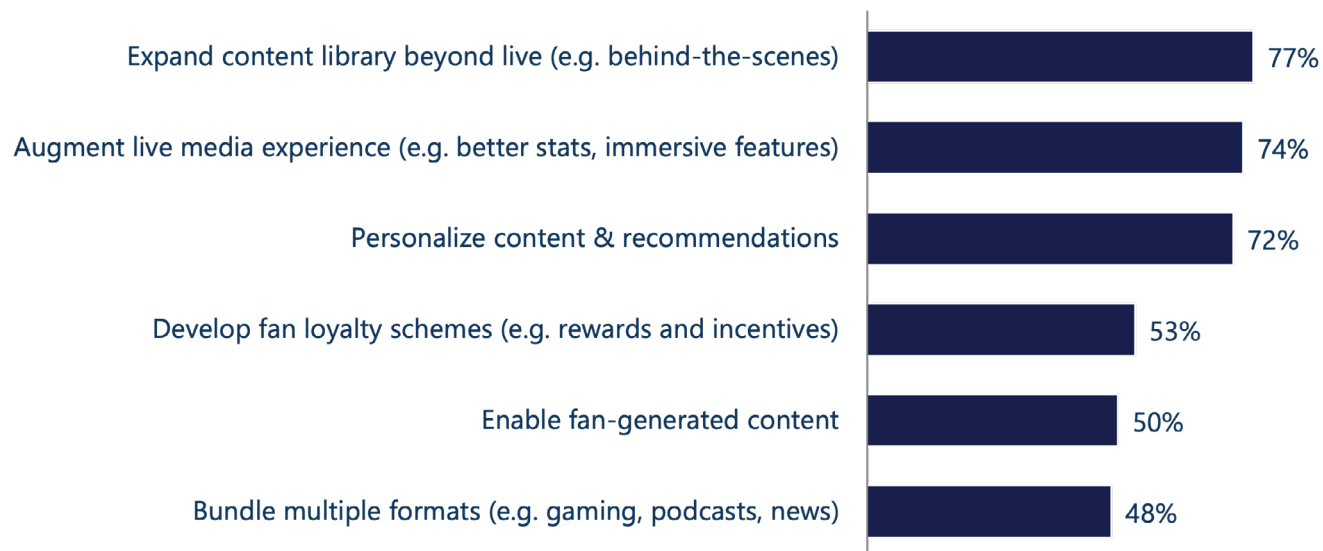 Expand content library beyond live (e.g. behind-the-scenes) 77%
Augment live media experience (e.g. better stats, immersive features) 74%
Personalize content & recommendations 72%
Develop fan loyalty schemes (e.g. rewards and incentives) 53%
Enable fan-generated content 50%
Bundle multiple formats (e.g. gaming, podcasts, news) 48%